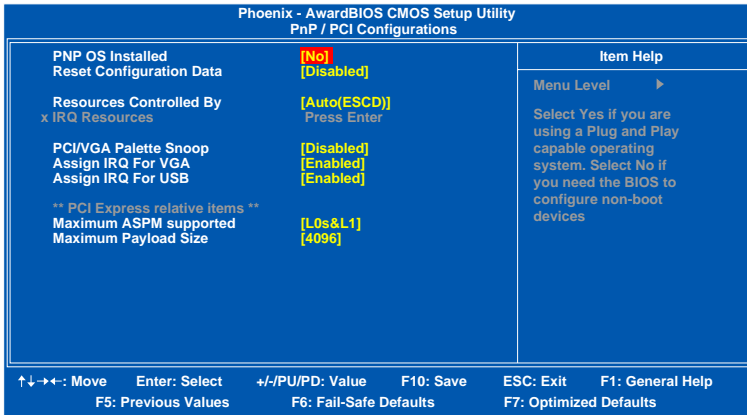 Phoenix - AwardBIOS CMOS Setup Utility
PnP / PCI Configurations
PNP OS Installed [No]
Reset Configuration Data [Disabled]
Resources Controlled By [Auto(ESCD)]
x IRQ Resources Press Enter
PCI/VGA Palette Snoop [Disabled]
Assign IRQ For VGA [Enabled]
Assign IRQ For USB [Enabled]
** PCI Express relative items **
Maximum ASPM supported [L0s&L1]
Maximum Payload Size [4096]
Item Help
Menu Level ▶
Select Yes if you are
using a Plug and Play
capable operating
system. Select No if
you need the BIOS to
configure non-boot
devices
↑↓→←: Move Enter: Select +/-/PU/PD: Value F10: Save ESC: Exit F1: General Help
F5: Previous Values F6: Fail-Safe Defaults F7: Optimized Defaults